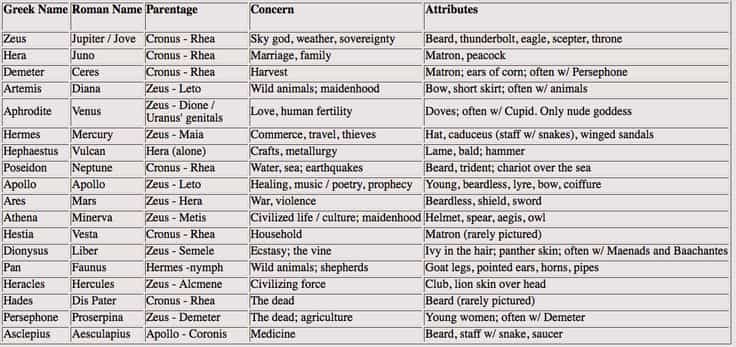 Greek Name Roman Name Parentage Concern Attributes
Zeus Jupiter / Jove Cronus - Rhea Sky god, weather, sovereignty Beard, thunderbolt, eagle, scepter, throne
Hera Juno Cronus - Rhea Marriage, family Matron, peacock
Demeter Ceres Cronus - Rhea Harvest Matron; ears of corn; often w/ Persephone
Artemis Diana Zeus - Leto Wild animals; maidenhood Bow, short skirt; often w/ animals
Aphrodite Venus Zeus - Dione / Uranus' genitals Love, human fertility Doves; often w/ Cupid. Only nude goddess
Hermes Mercury Zeus - Maia Commerce, travel, thieves Hat, caduceus (staff w/ snakes), winged sandals
Hephaestus Vulcan Hera (alone) Crafts, metallurgy Lame, bald; hammer
Poseidon Neptune Cronus - Rhea Water, sea; earthquakes Beard, trident; chariot over the sea
Apollo Apollo Zeus - Leto Healing, music / poetry, prophecy Young, beardless, lyre, bow, coiffure
Ares Mars Zeus - Hera War, violence Beardless, shield, sword
Athena Minerva Zeus - Metis Civilized life / culture; maidenhood Helmet, spear, aegis, owl
Hestia Vesta Cronus - Rhea Household Matron (rarely pictured)
Dionysus Liber Zeus - Semele Ecstasy; the vine Ivy in the hair; panther skin; often w/ Maenads and Baachantes
Pan Faunus Hermes -nymph Wild animals; shepherds Goat legs, pointed ears, horns, pipes
Heracles Hercules Zeus - Alcmene Civilizing force Club, lion skin over head
Hades Dis Pater Cronus - Rhea The dead Beard (rarely pictured)
Persephone Proserpina Zeus - Demeter The dead; agriculture Young women; often w/ Demeter
Asclepius Aesculapius Apollo - Coronis Medicine Beard, staff w/ snake, saucer